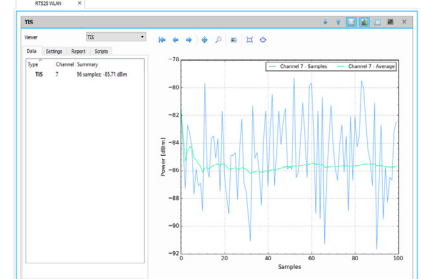 RTS2S WLAN ×
TIS
Viewer TIS
Data Settings Report Scripts
Type Channel Summary
TIS 7 96 samples; -85.71 dBm
Channel 7 - Samples Channel 7 - Average
Power [dBm]
−78
−80
−82
−84
−86
−88
−90
−92
0 20 40 60 80 100
Samples